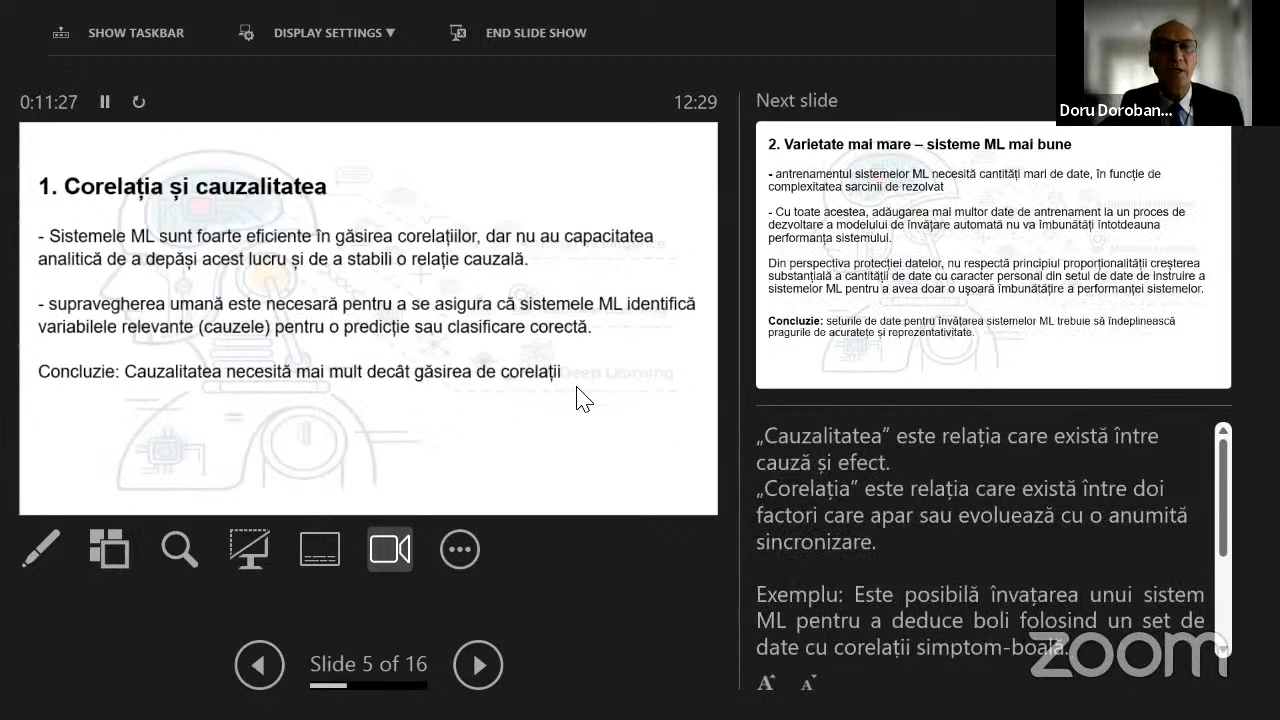 SHOW TASKBAR
DISPLAY SETTINGS ▼
END SLIDE SHOW
0:11:27
12:29
Next slide
Doru Doroban...
1. Corelația și cauzalitatea
- Sistemele ML sunt foarte eficiente în găsirea corelațiilor, dar nu au capacitatea
analitică de a depăși acest lucru și de a stabili o relație cauzală.
- supravegherea umană este necesară pentru a se asigura că sistemele ML identifică
variabilele relevante (cauzele) pentru o predicție sau clasificare corectă.
Concluzie: Cauzalitatea necesită mai mult decât găsirea de corelații
Deep Learning
2. Varietate mai mare – sisteme ML mai bune
- antrenamentul sistemelor ML necesită cantități mari de date, în funcție de
complexitatea sarcinii de rezolvat
- Cu toate acestea, adăugarea mai multor date de antrenament la un proces de
dezvoltare a modelului de învățare automată nu va îmbunătăți întotdeauna
performanța sistemului.
Din perspectiva protecției datelor, nu respectă principiul proporționalității creșterea
substanțială a cantității de date cu caracter personal din setul de date de instruire a
sistemelor ML pentru a avea doar o ușoară îmbunătățire a performanței sistemelor.
Concluzie: seturile de date pentru învățarea sistemelor ML trebuie să îndeplinească
pragurile de acuratețe și reprezentativitate.
„Cauzalitatea” este relația care există între
cauză și efect.
„Corelația” este relația care există între doi
factori care apar sau evoluează cu o anumită
sincronizare.
Exemplu: Este posibilă învațarea unui sistem
ML pentru a deduce boli folosind un set de
date cu corelații simptom-boală.
zoom
A A
Slide 5 of 16